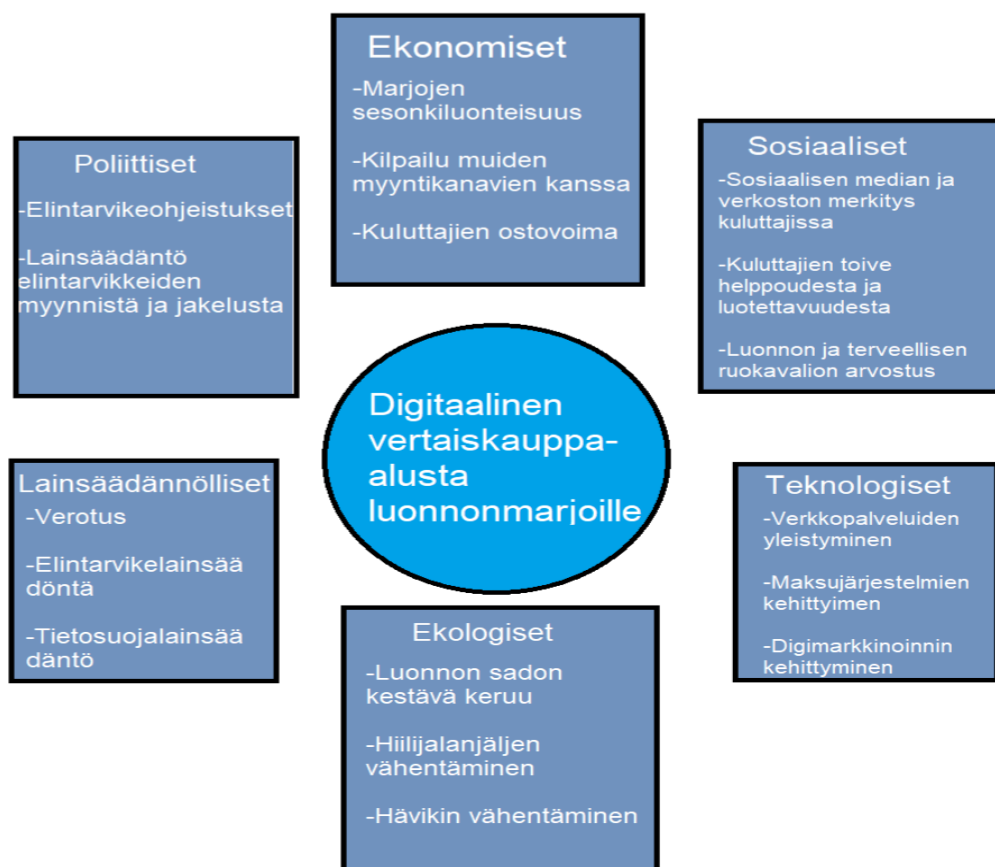 Ekonomiset
-Marjojen
sesonkiluonteisuus
-Kilpailu muiden
myyntikanavien kanssa
-Kuluttajien ostovoima
Poliittiset
-Elintarvikeohjeistukset
-Lainsäädäntö
elintarvikkeiden
myynnistä ja jakelusta
Sosiaaliset
-Sosiaalisen median ja
verkoston merkitys
kuluttajissa
-Kuluttajien toive
helppoudesta ja
luotettavuudesta
-Luonnon ja terveellisen
ruokavalion arvostus
Digitaalinen
vertaiskauppa-
alusta
luonnonmarjoille
Lainsäädännölliset
-Verotus
-Elintarvikelainsää
döntä
-Tietosuojalainsää
däntö
Teknologiset
-Verkkopalveluiden
yleistyminen
-Maksujärjestelmien
kehittyimen
-Digimarkkinoinnin
kehittyminen
Ekologiset
-Luonnon sadon
kestävä keruu
-Hiilijalanjäljen
vähentäminen
-Hävikin vähentäminen